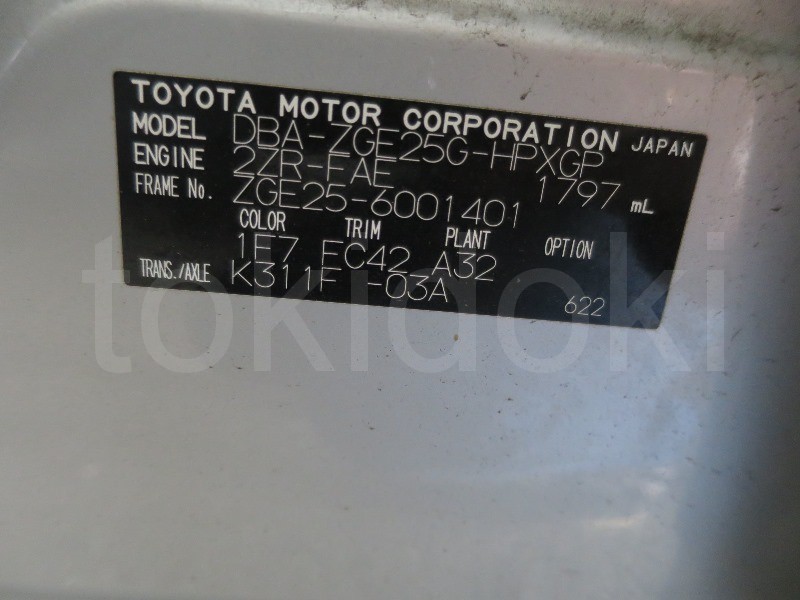 TOYOTA MOTOR CORPORATION JAPAN
MODEL DBA-ZGE25G-HPXGP
ENGINE 2ZR-FAE 1797 mL
FRAME No. ZGE25-6001401
COLOR TRIM PLANT OPTION
1F7 FC42 A32
TRANS./AXLE K311F -03A
622
tokidoki